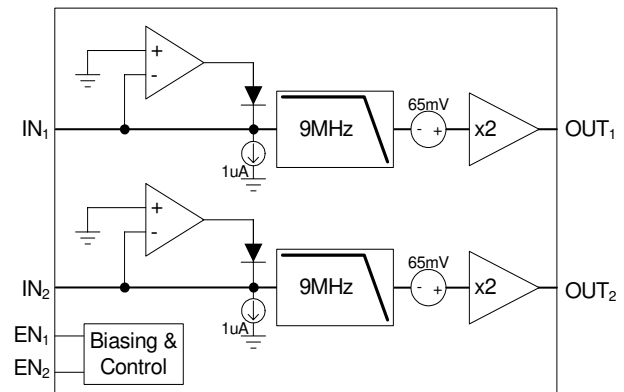 +
-
65mV
IN1
9MHz
- +
x2
OUT1
1uA
+
-
65mV
IN2
9MHz
- +
x2
OUT2
1uA
EN1
EN2
Biasing &
Control